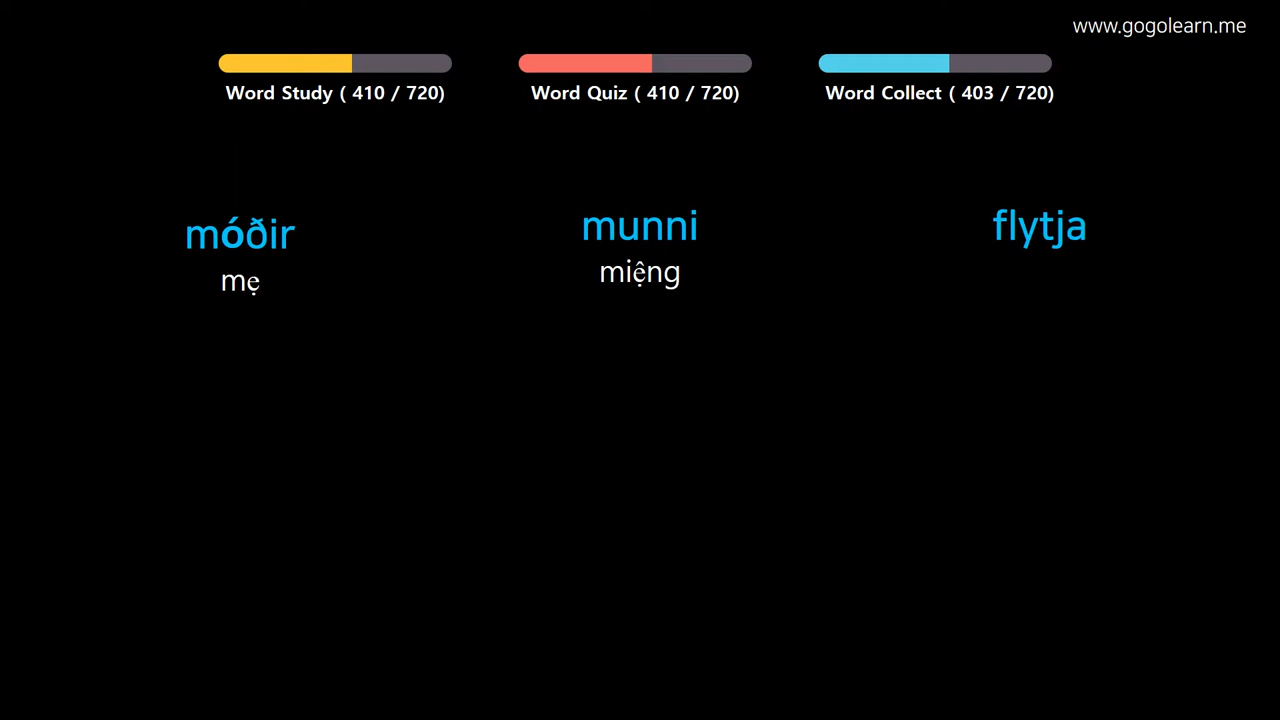 www.gogolearn.me
Word Study ( 410 / 720)
Word Quiz ( 410 / 720)
Word Collect ( 403 / 720)
móðir
mẹ
munni
miệng
flytja